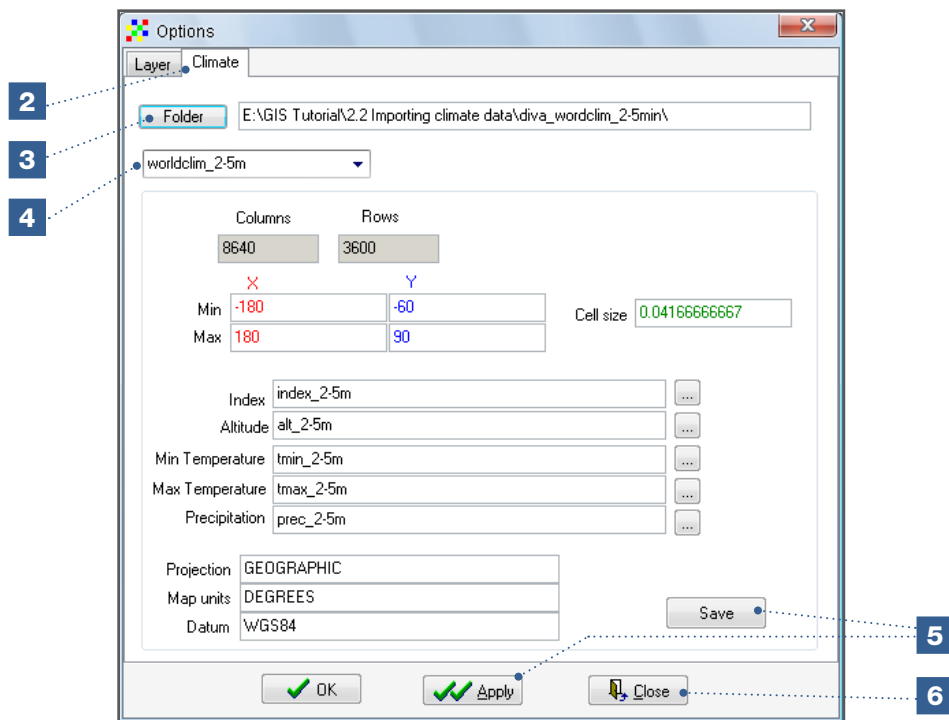 Options
Layer Climate
2
Folder E:\GIS Tutorial\2.2 Importing climate data\diva_wordclim_2-5min\
3
worldclim_2-5m
4
Columns Rows
8640 3600
X Y
Min -180 -60
Cell size 0.04166666667
Max 180 90
Index index_2-5m ...
Altitude alt_2-5m ...
Min Temperature tmin_2-5m ...
Max Temperature tmax_2-5m ...
Precipitation prec_2-5m ...
Projection GEOGRAPHIC
Map units DEGREES
Save
Datum WGS84
5
OK Apply Close
6